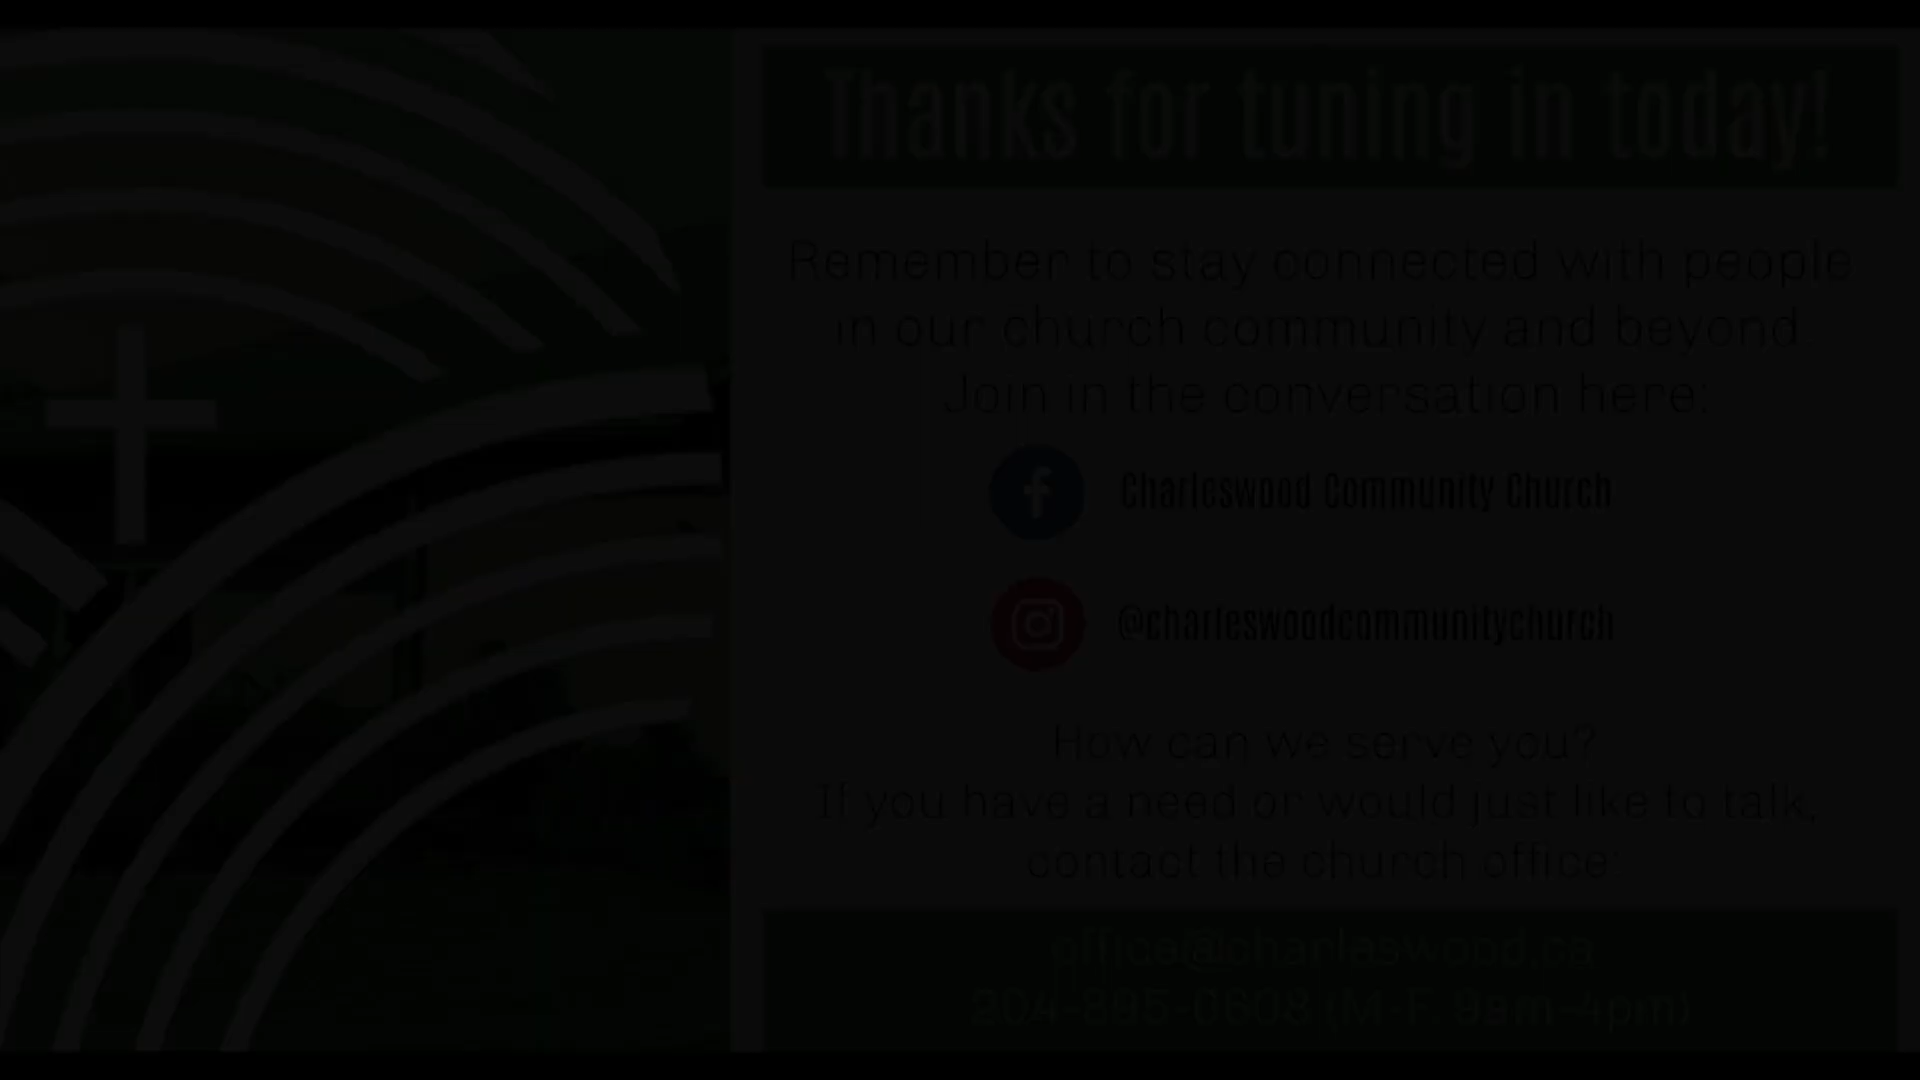 Thanks for tuning in today!
Remember to stay connected with people
in our church community and beyond.
Join in the conversation here:
Charleswood Community Church
@charleswoodcommunitychurch
How can we serve you?
If you have a need or would just like to talk,
contact the church office:
office@charleswood.ca
204-895-0608 (M-F. 9am-4pm)